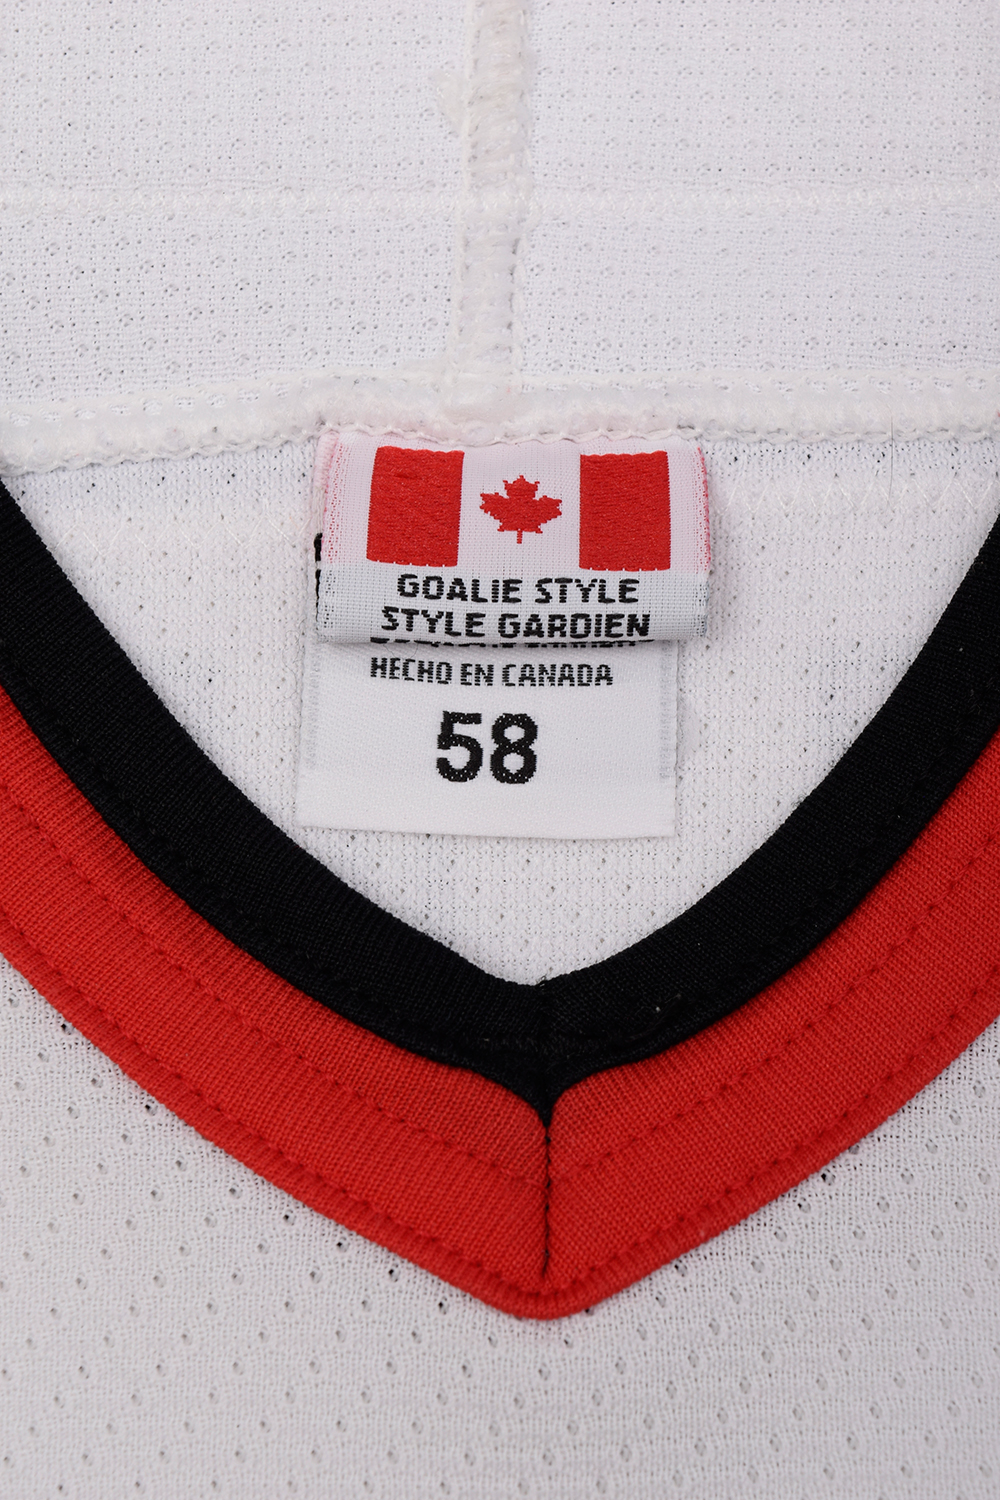 GOALIE STYLE
STYLE GARDIEN
HECHO EN CANADA
58